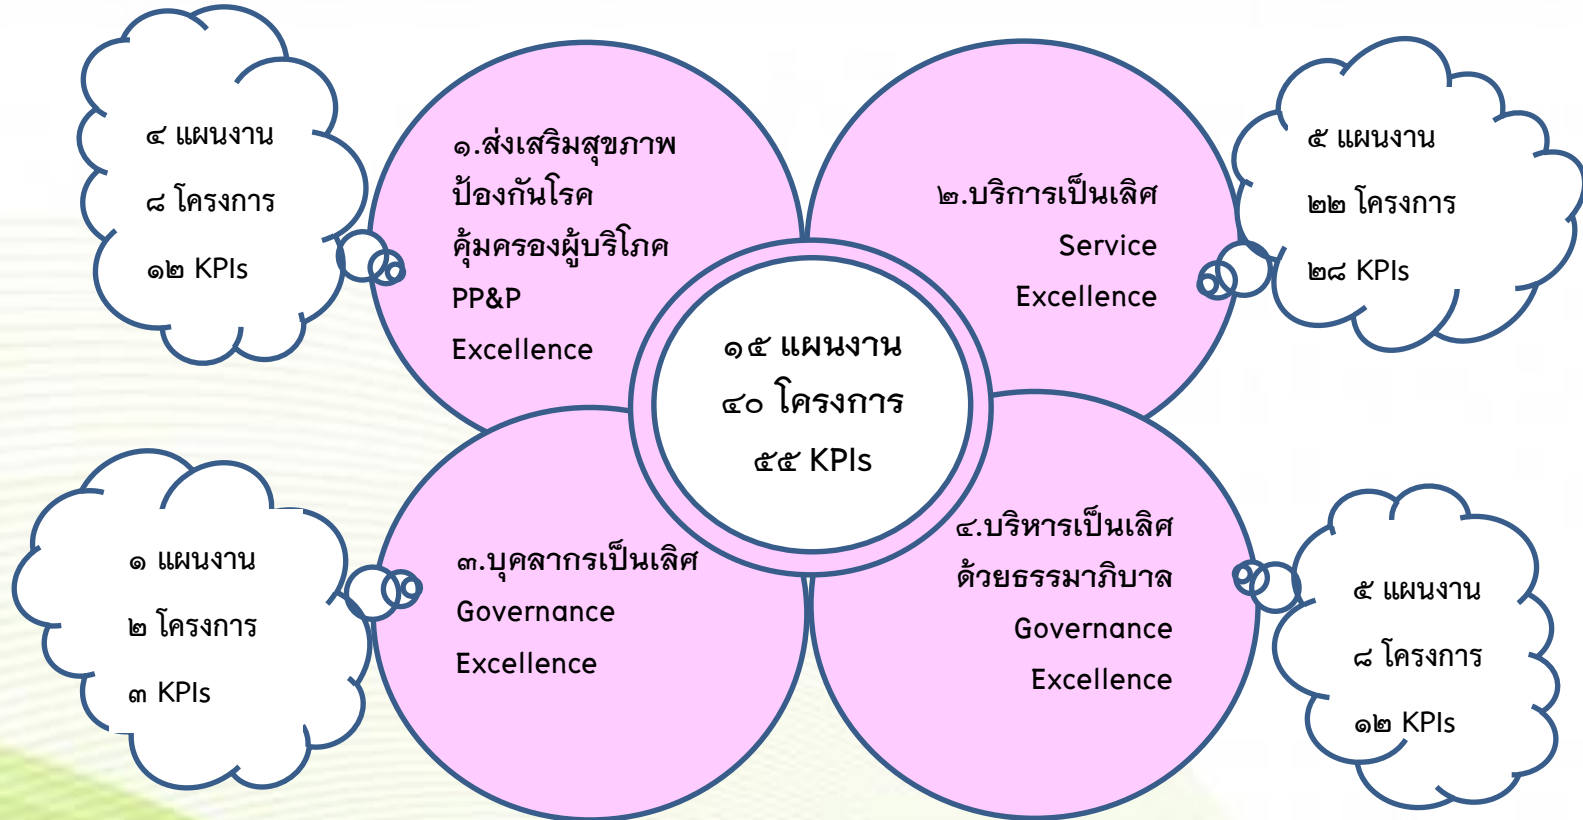 ๔ แผนงาน
๘ โครงการ
๑๒ KPIs
๑.ส่งเสริมสุขภาพ
ป้องกันโรค
คุ้มครองผู้บริโภค
PP&P
Excellence
๒.บริการเป็นเลิศ
Service
Excellence
๕ แผนงาน
๒๒ โครงการ
๒๘ KPIs
๑๕ แผนงาน
๔๐ โครงการ
๕๕ KPIs
๑ แผนงาน
๒ โครงการ
๓ KPIs
๓.บุคลากรเป็นเลิศ
Governance
Excellence
๔.บริหารเป็นเลิศ
ด้วยธรรมาภิบาล
Governance
Excellence
๕ แผนงาน
๘ โครงการ
๑๒ KPIs